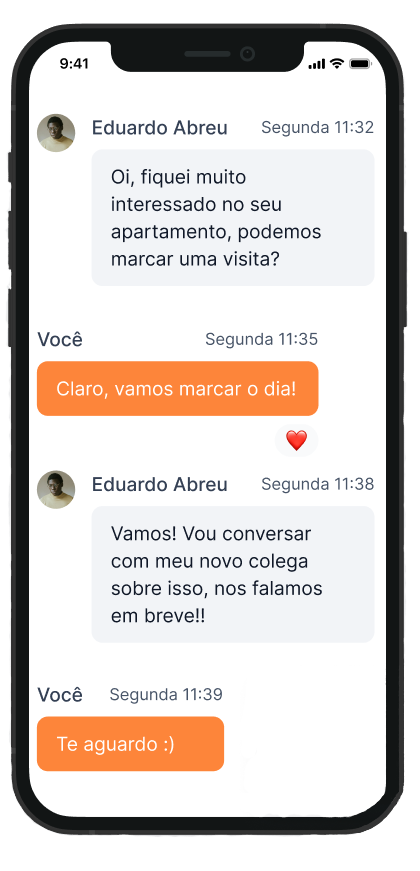 9:41
Eduardo Abreu Segunda 11:32
Oi, fiquei muito
interessado no seu
apartamento, podemos
marcar uma visita?
Você Segunda 11:35
Claro, vamos marcar o dia!
Eduardo Abreu Segunda 11:38
Vamos! Vou conversar
com meu novo colega
sobre isso, nos falamos
em breve!!
Você Segunda 11:39
Te aguardo :)